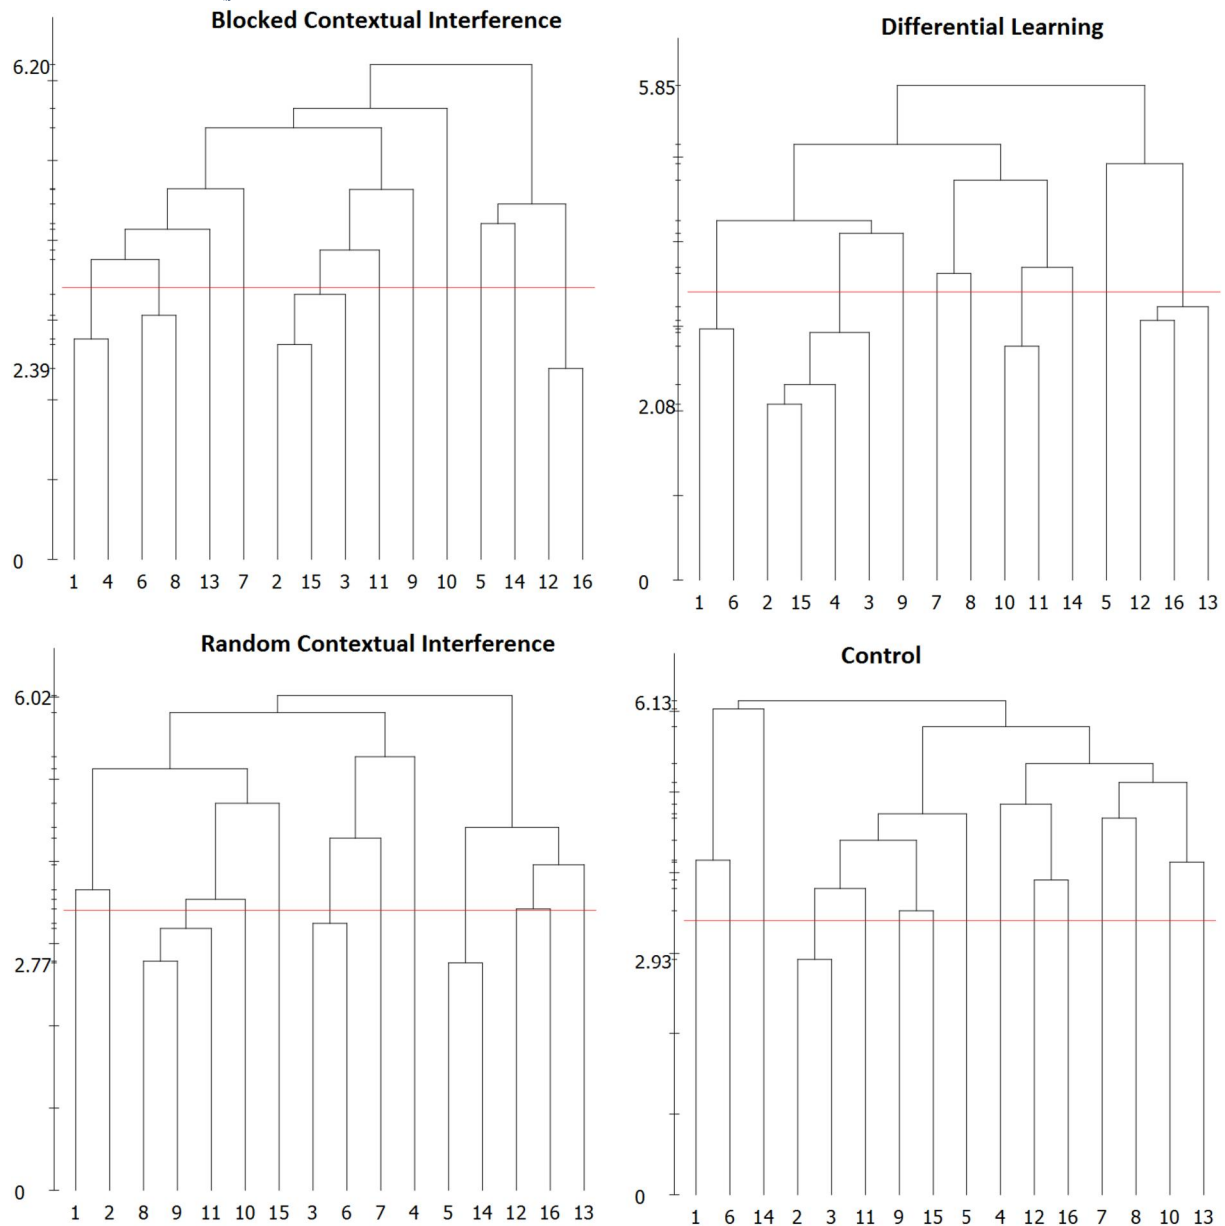 Blocked Contextual Interference
6.20
2.39
0
1 4 6 8 13 7 2 15 3 11 9 10 5 14 12 16
Differential Learning
5.85
2.08
0
1 6 2 15 4 3 9 7 8 10 11 14 5 12 16 13
Random Contextual Interference
6.02
2.77
0
1 2 8 9 11 10 15 3 6 7 4 5 14 12 16 13
Control
6.13
2.93
0
1 6 14 2 3 11 9 15 5 4 12 16 7 8 10 13